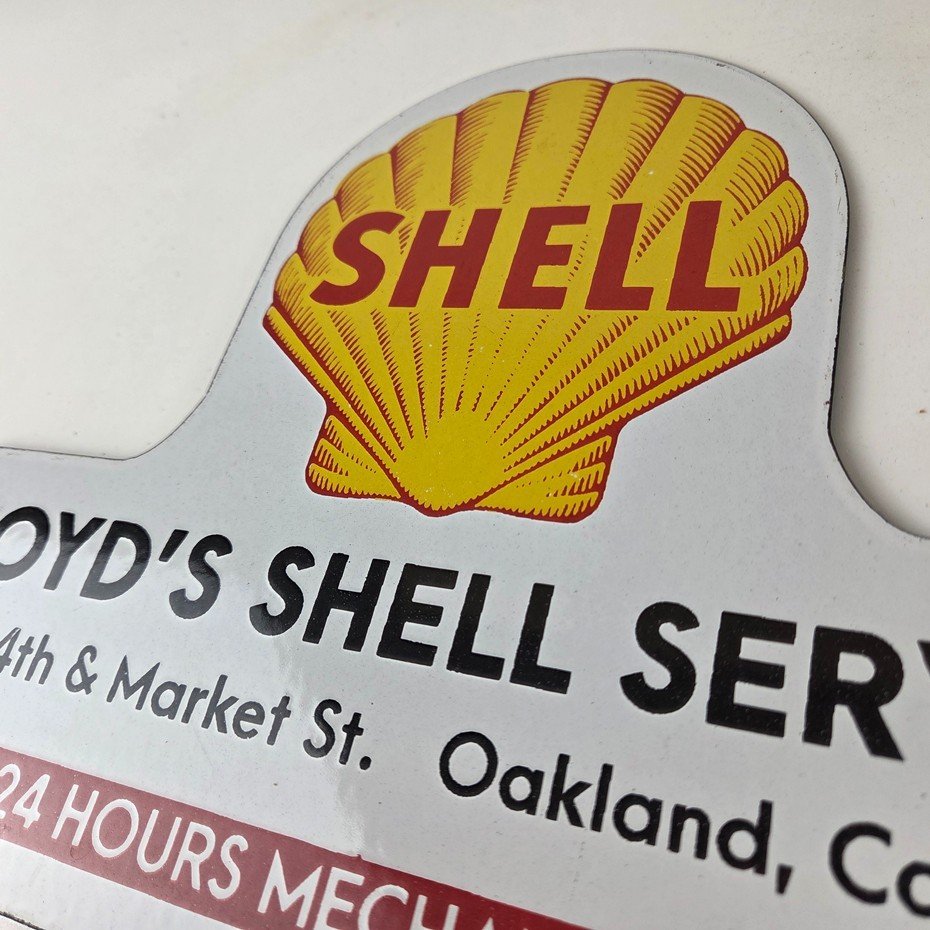 SHELL
OYD'S SHELL SERV
4th & Market St. Oakland, Ca
24 HOURS MECHA